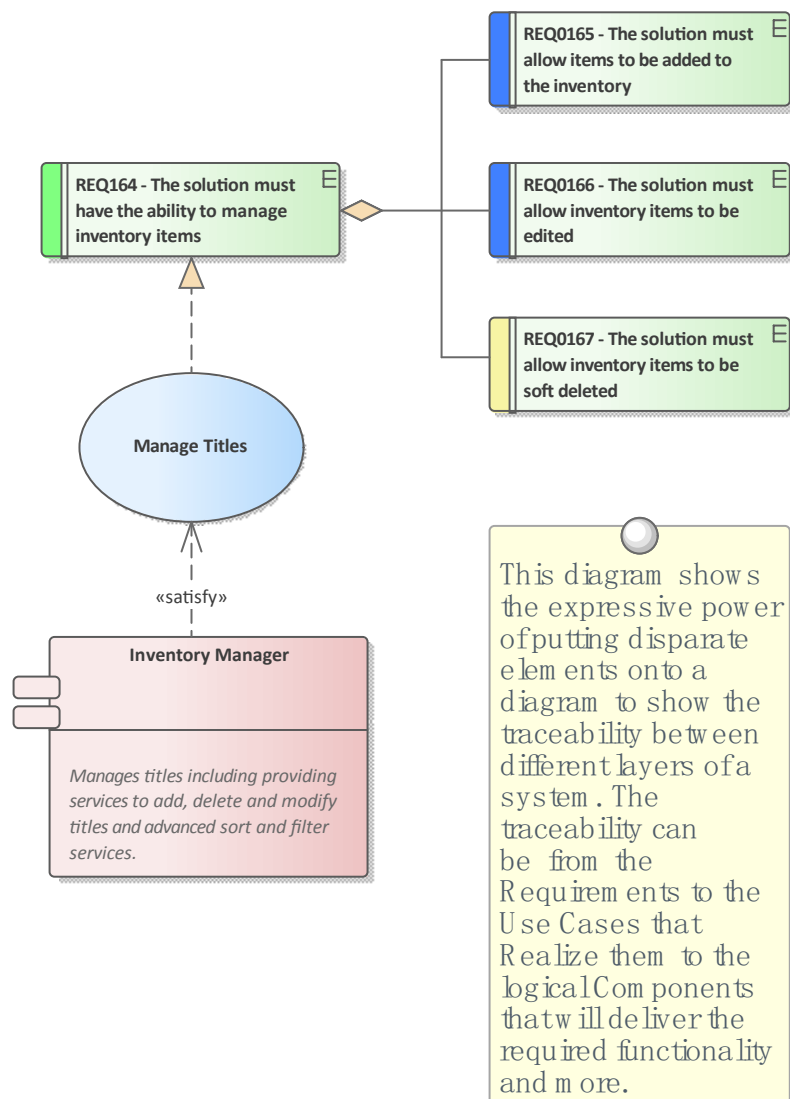 REQ0165 - The solution must
allow items to be added to
the inventory
E
REQ164 - The solution must
have the ability to manage
inventory items
E
REQ0166 - The solution must
allow inventory items to be
edited
E
REQ0167 - The solution must
allow inventory items to be
soft deleted
E
Manage Titles
«satisfy»
Inventory Manager
Manages titles including providing
services to add, delete and modify
titles and advanced sort and filter
services.
This diagram shows
the expressive power
of putting disparate
elements onto a
diagram to show the
traceability between
different layers of a
system. The
traceability can
be from the
Requirements to the
Use Cases that
Realize them to the
logical Components
that will deliver the
required functionality
and more.